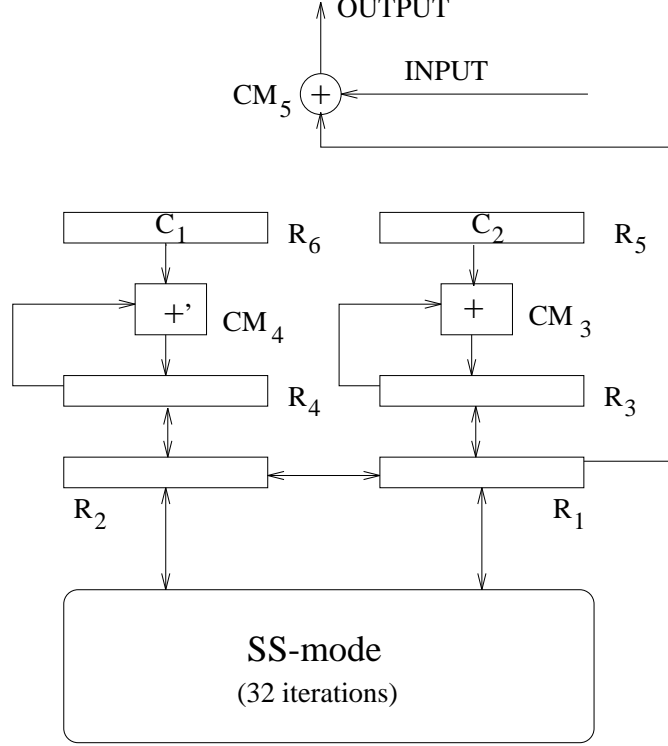 OUTPUT
INPUT
CM5
+
C1
R6
C2
R5
+’
CM4
+
CM3
R4
R3
R2
R1
SS-mode
(32 iterations)